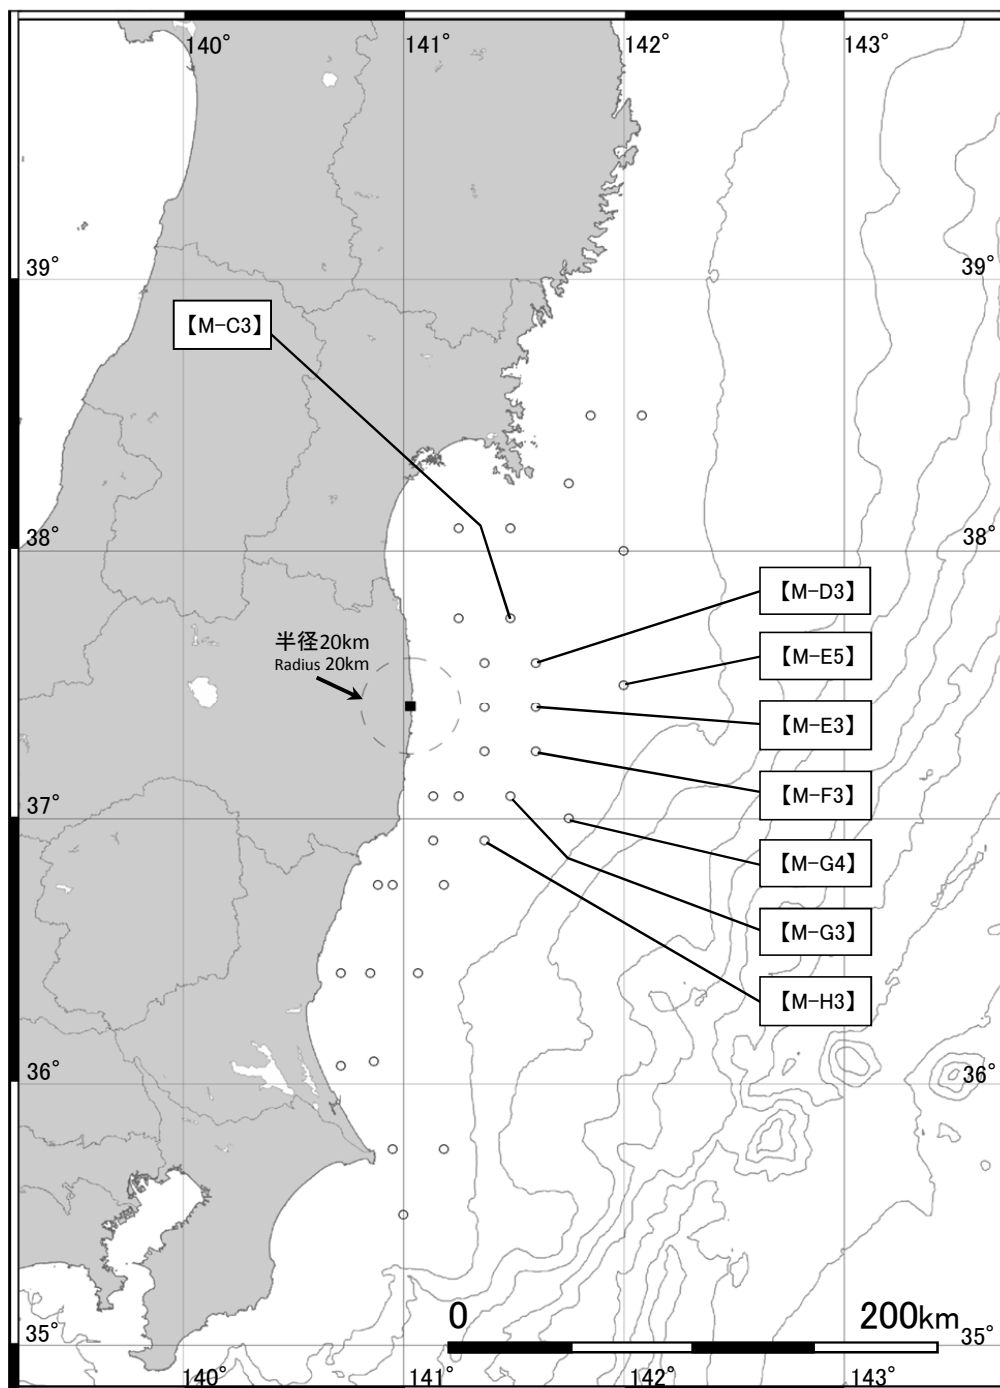 140° 141° 142° 143°
39° 39°
【M-C3】
38° 38°
【M-D3】
半径20km
Radius 20km
【M-E5】
【M-E3】
【M-F3】
37°
【M-G4】
【M-G3】
【M-H3】
36° 36°
0 200km
35° 35°
140° 141° 142° 143°